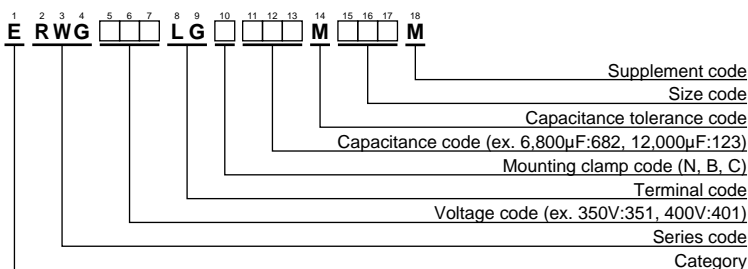 1 2 3 4 5 6 7 8 9 10 11 12 13 14 15 16 17 18
E RWG □□□ LG □ □□□ M □□□ M
Supplement code
Size code
Capacitance tolerance code
Capacitance code (ex. 6,800µF:682, 12,000µF:123)
Mounting clamp code (N, B, C)
Terminal code
Voltage code (ex. 350V:351, 400V:401)
Series code
Category